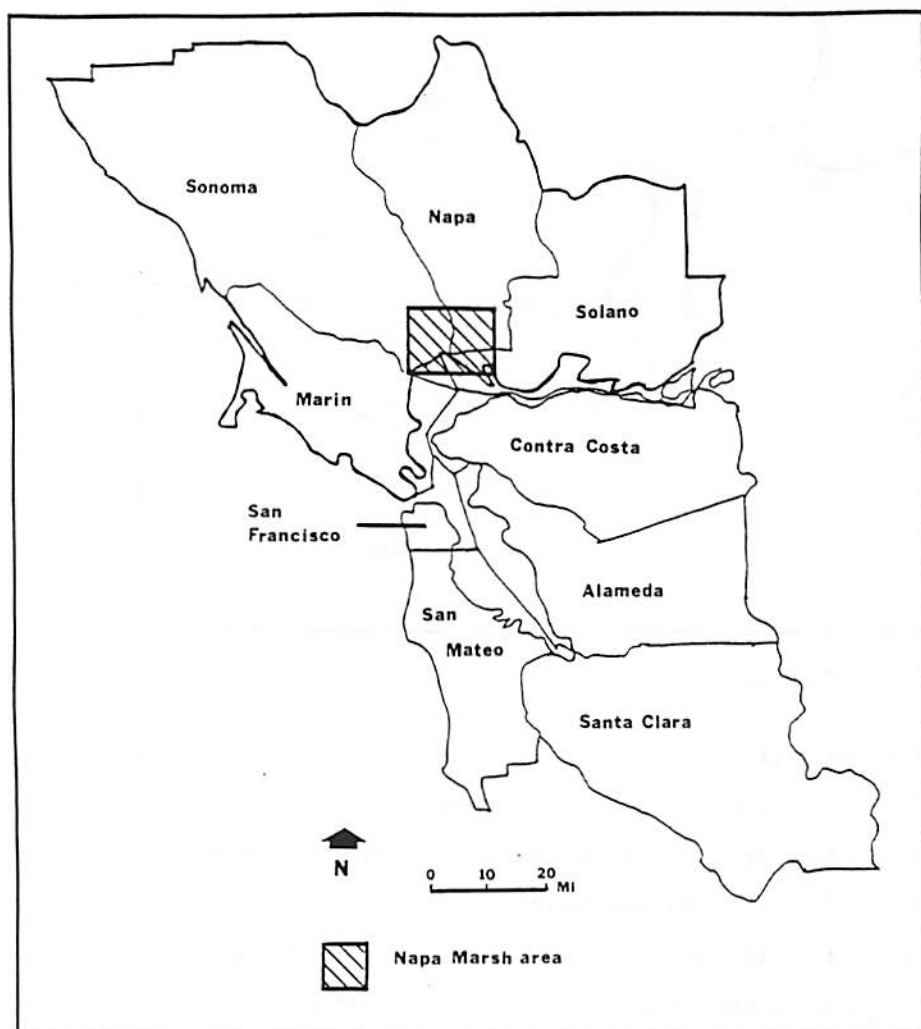 Sonoma
Napa
Solano
Marin
Contra Costa
San
Francisco
Alameda
San
Mateo
Santa Clara
N
0 10 20
Mi
Napa Marsh area